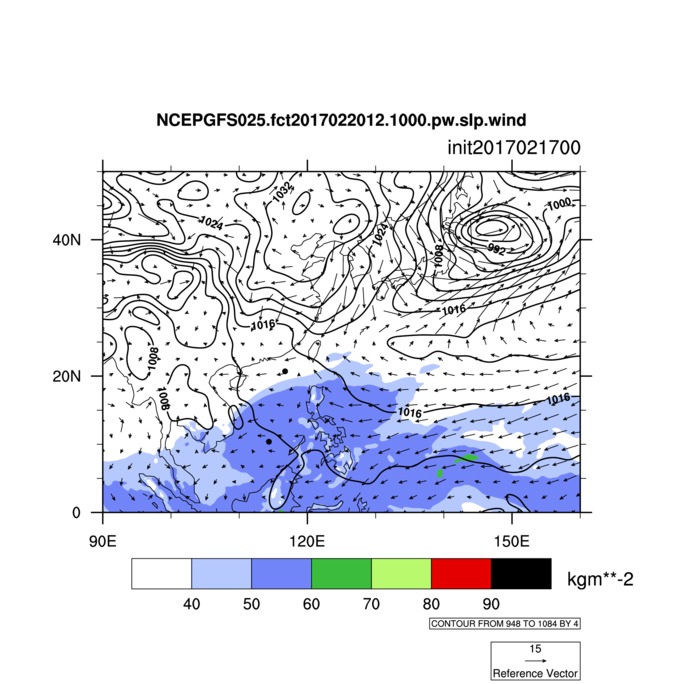 NCEPGFS025.fct2017022012.1000.pw.slp.wind
init2017021700
1032
1024
1024
1000
992
1008
40N
1016
1016
1008
1008
20N
1016
1016
0
90E 120E 150E
40 50 60 70 80 90
kgm**-2
CONTOUR FROM 948 TO 1084 BY 4
15
Reference Vector